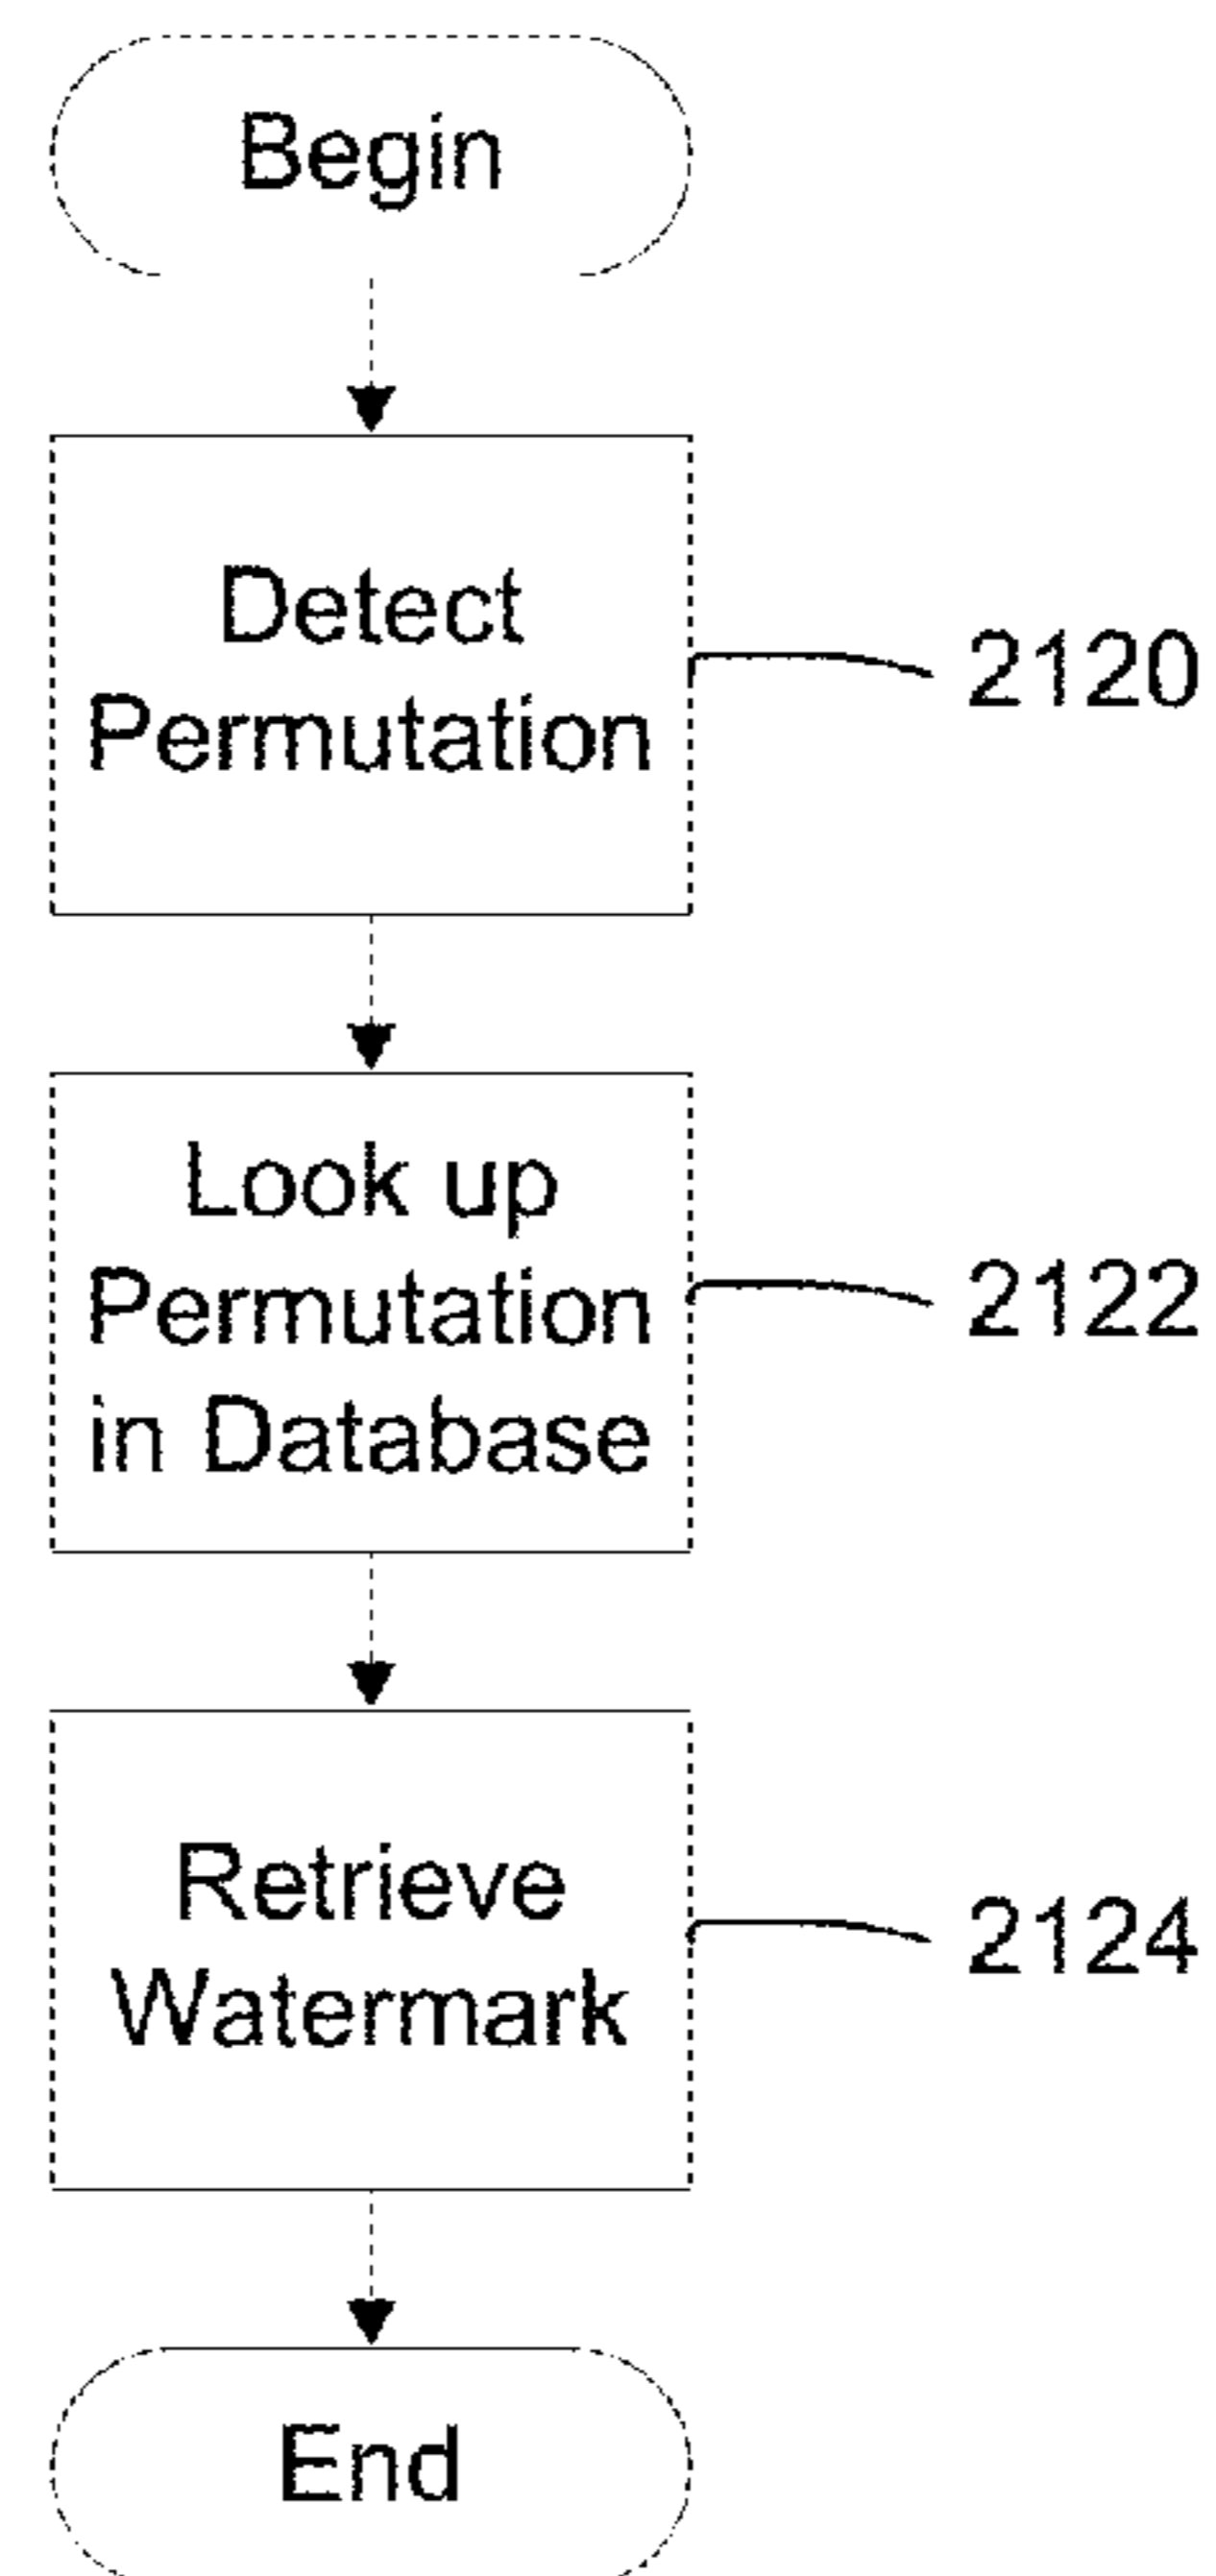 Begin
Detect
Permutation
2120
Look up
Permutation
in Database
2122
Retrieve
Watermark
2124
End